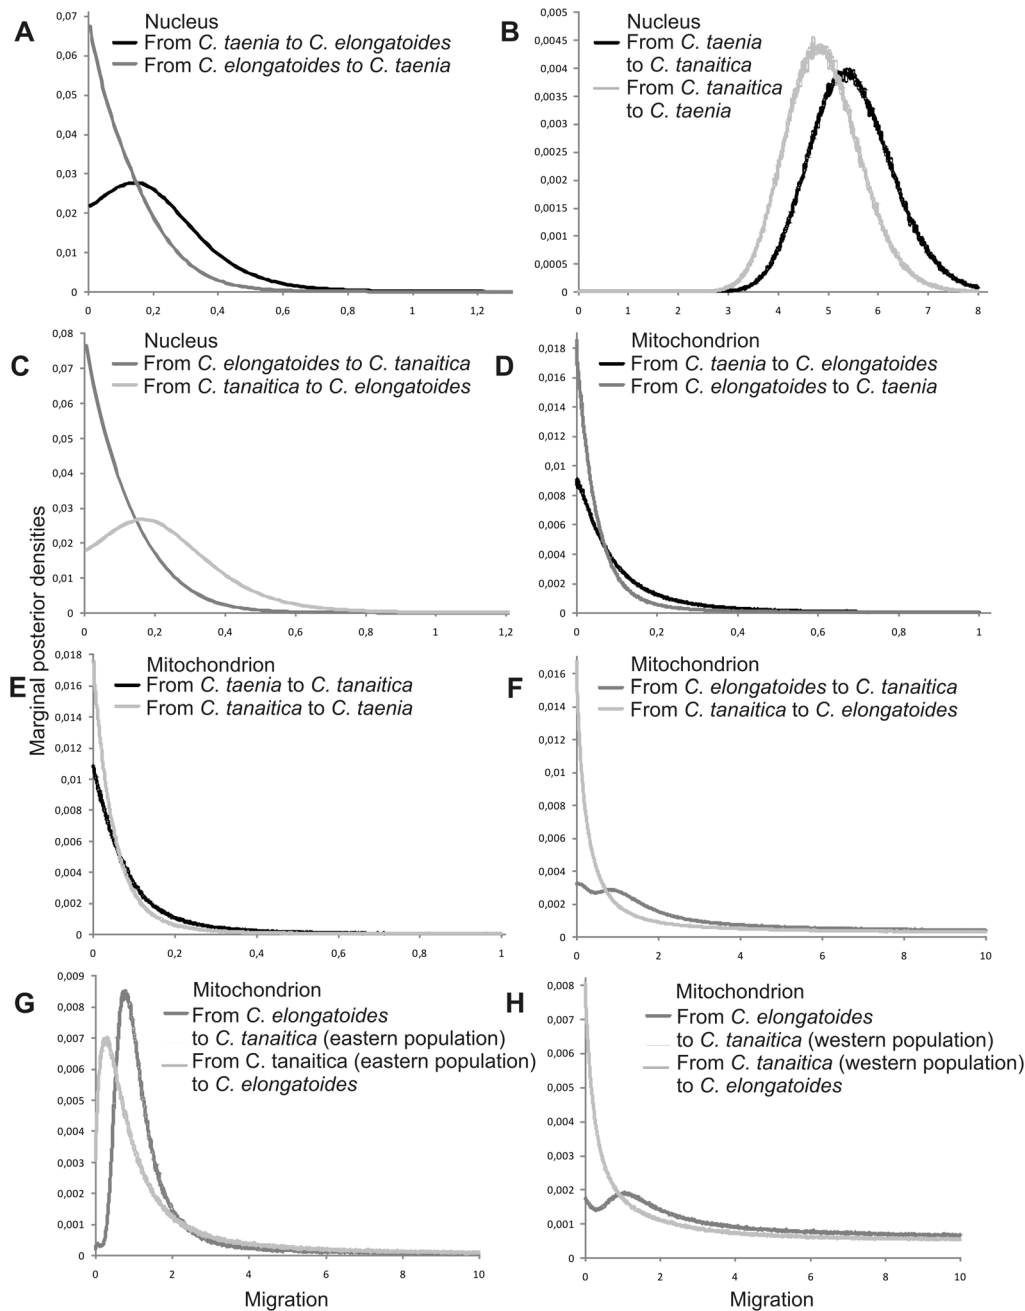 A
Nucleus
From C. taenia to C. elongatoides
From C. elongatoides to C. taenia
0,07
0,06
0,05
0,04
0,03
0,02
0,01
0
0 0,2 0,4 0,6 0,8 1 1,2
B
Nucleus
From C. taenia
to C. tanaitica
From C. tanaitica
to C. taenia
0,005
0,0045
0,004
0,0035
0,003
0,0025
0,002
0,0015
0,001
0,0005
0
0 1 2 3 4 5 6 7 8
C
Nucleus
From C. elongatoides to C. tanaitica
From C. tanaitica to C. elongatoides
0,08
0,07
0,06
0,05
0,04
0,03
0,02
0,01
0
0 0,2 0,4 0,6 0,8 1 1,2
D
Mitochondrion
From C. taenia to C. elongatoides
From C. elongatoides to C. taenia
0,018
0,016
0,014
0,012
0,01
0,008
0,006
0,004
0,002
0
0 0,2 0,4 0,6 0,8 1
Marginal posterior densities
E
Mitochondrion
From C. taenia to C. tanaitica
From C. tanaitica to C. taenia
0,018
0,016
0,014
0,012
0,01
0,008
0,006
0,004
0,002
0
0 0,2 0,4 0,6 0,8 1
F
Mitochondrion
From C. elongatoides to C. tanaitica
From C. tanaitica to C. elongatoides
0,016
0,014
0,012
0,01
0,008
0,006
0,004
0,002
0
0 2 4 6 8 10
G
Mitochondrion
From C. elongatoides
to C. tanaitica (eastern population)
From C. tanaitica (eastern population)
to C. elongatoides
0,009
0,008
0,007
0,006
0,005
0,004
0,003
0,002
0,001
0
0 2 4 6 8 10
Migration
H
Mitochondrion
From C. elongatoides
to C. tanaitica (western population)
From C. tanaitica (western population)
to C. elongatoides
0,008
0,007
0,006
0,005
0,004
0,003
0,002
0,001
0
0 2 4 6 8 10
Migration